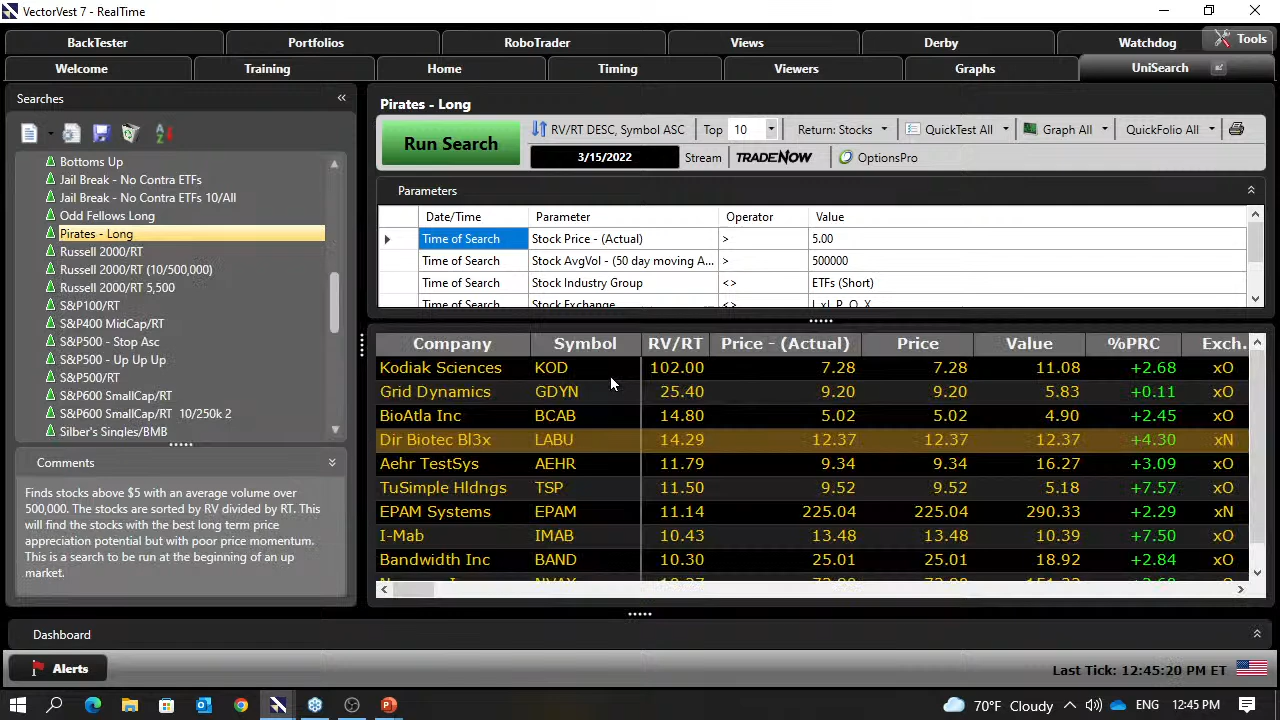 VectorVest 7 - RealTime
BackTester Portfolios RoboTrader Views Derby Watchdog Tools
Welcome Training Home Timing Viewers Graphs UniSearch
Searches
Bottoms Up
Jail Break - No Contra ETFs
Jail Break - No Contra ETFs 10/All
Odd Fellows Long
Pirates - Long
Russell 2000/RT
Russell 2000/RT (10/500,000)
Russell 2000/RT 5,500
S&P100/RT
S&P400 MidCap/RT
S&P500 - Stop Asc
S&P500 - Up Up Up
S&P500/RT
S&P600 SmallCap/RT
S&P600 SmallCap/RT 10/250k 2
Silber's Singles/BMB
Comments
Finds stocks above $5 with an average volume over
500,000. The stocks are sorted by RV divided by RT. This
will find the stocks with the best long term price
appreciation potential but with poor price momentum.
This is a search to be run at the beginning of an up
market.
Pirates - Long
Run Search
RV/RT DESC, Symbol ASC Top 10 Return: Stocks QuickTest All Graph All QuickFolio All
3/15/2022 Stream TRADENOW OptionsPro
Parameters
Date/Time Parameter Operator Value
Time of Search Stock Price - (Actual) > 5.00
Time of Search Stock AvgVol - (50 day moving A... > 500000
Time of Search Stock Industry Group <> ETFs (Short)
Time of Search Stock Exchange <>
Company Symbol RV/RT Price - (Actual) Price Value %PRC Exch.
Kodiak Sciences KOD 102.00 7.28 7.28 11.08 +2.68 xO
Grid Dynamics GDYN 25.40 9.20 9.20 5.83 +0.11 xO
BioAtla Inc BCAB 14.80 5.02 5.02 4.90 +2.45 xO
Dir Biotec Bl3x LABU 14.29 12.37 12.37 12.37 +4.30 xN
Aehr TestSys AEHR 11.79 9.34 9.34 16.27 +3.09 xO
TuSimple Hldngs TSP 11.50 9.52 9.52 5.18 +7.57 xO
EPAM Systems EPAM 11.14 225.04 225.04 290.33 +2.29 xN
I-Mab IMAB 10.43 13.48 13.48 10.39 +7.50 xO
Bandwidth Inc BAND 10.30 25.01 25.01 18.92 +2.84 xO
Dashboard
Alerts
Last Tick: 12:45:20 PM ET
70°F Cloudy ENG 12:45 PM